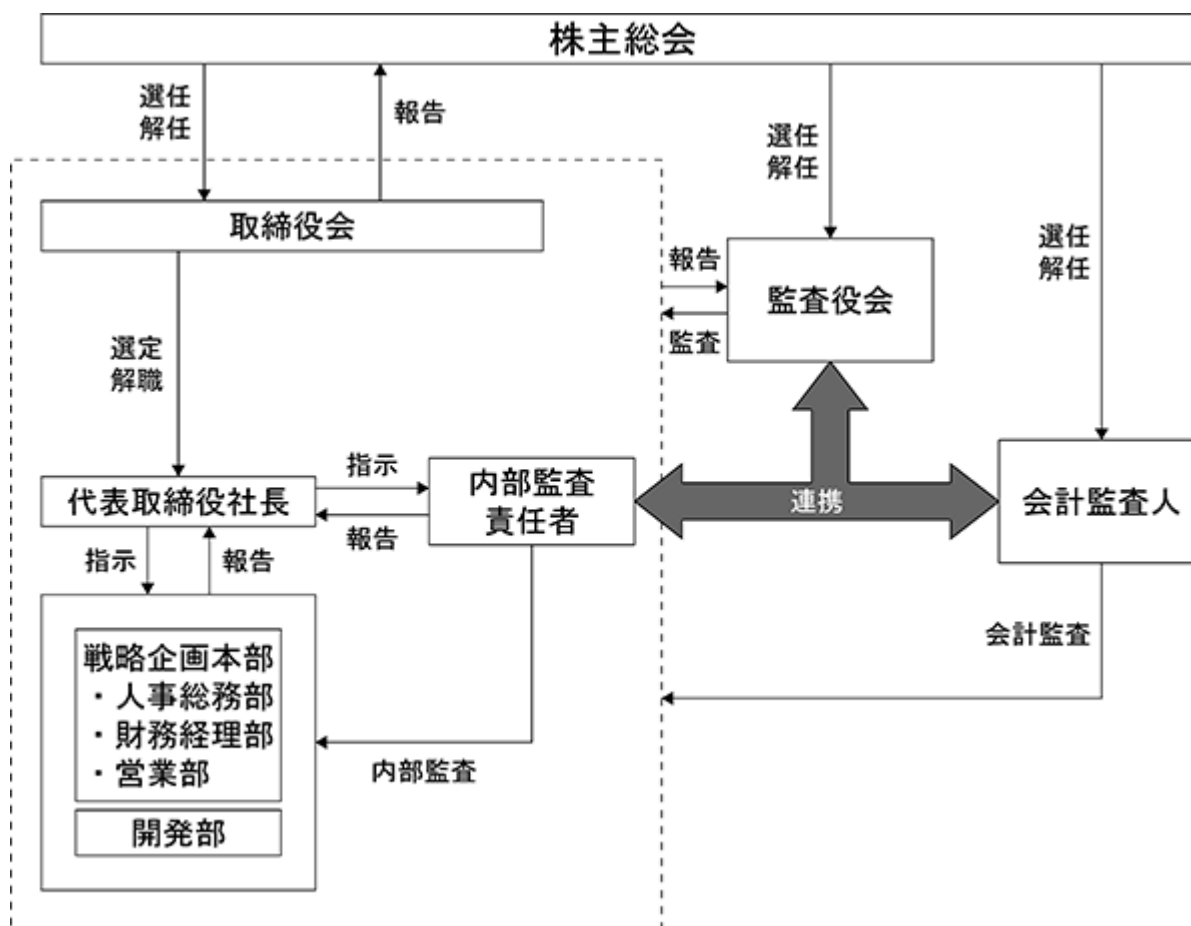 株主総会
選任
解任
報告
選任
解任
選任
解任
取締役会
報告
監査
監査役会
選定
解職
代表取締役社長
指示
報告
内部監査
責任者
連携
会計監査人
指示
報告
会計監査
戦略企画本部
・人事総務部
・財務経理部
・営業部
開発部
内部監査